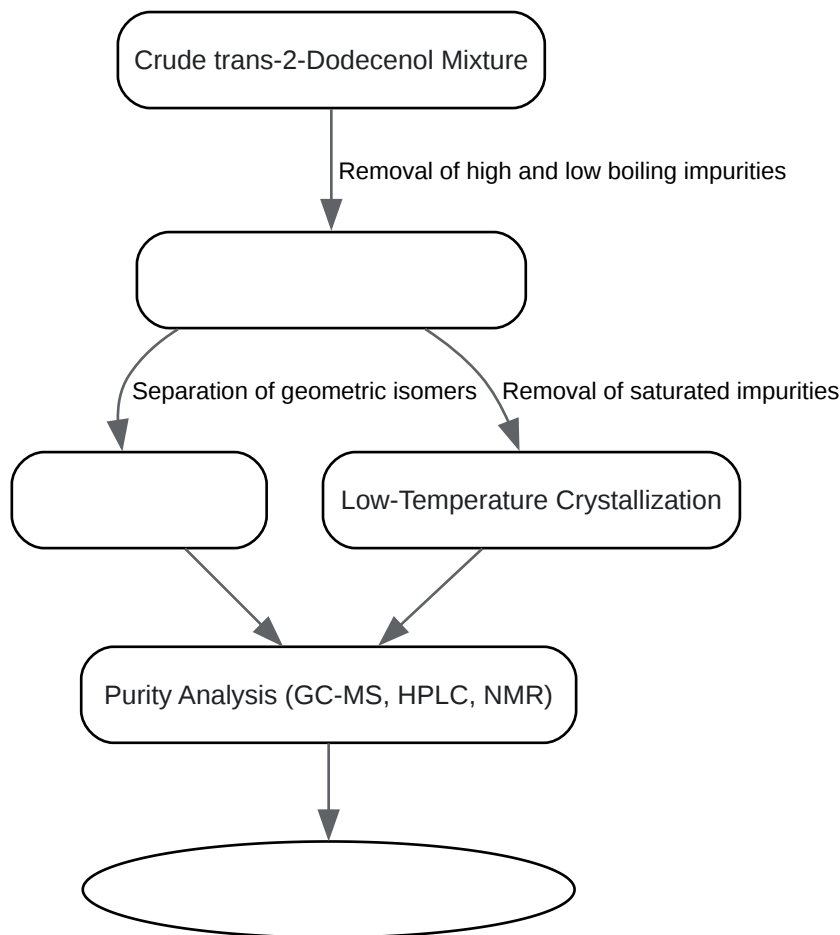 Crude trans-2-Dodecenol Mixture
Removal of high and low boiling impurities
Separation of geometric isomers
Removal of saturated impurities
Low-Temperature Crystallization
Purity Analysis (GC-MS, HPLC, NMR)